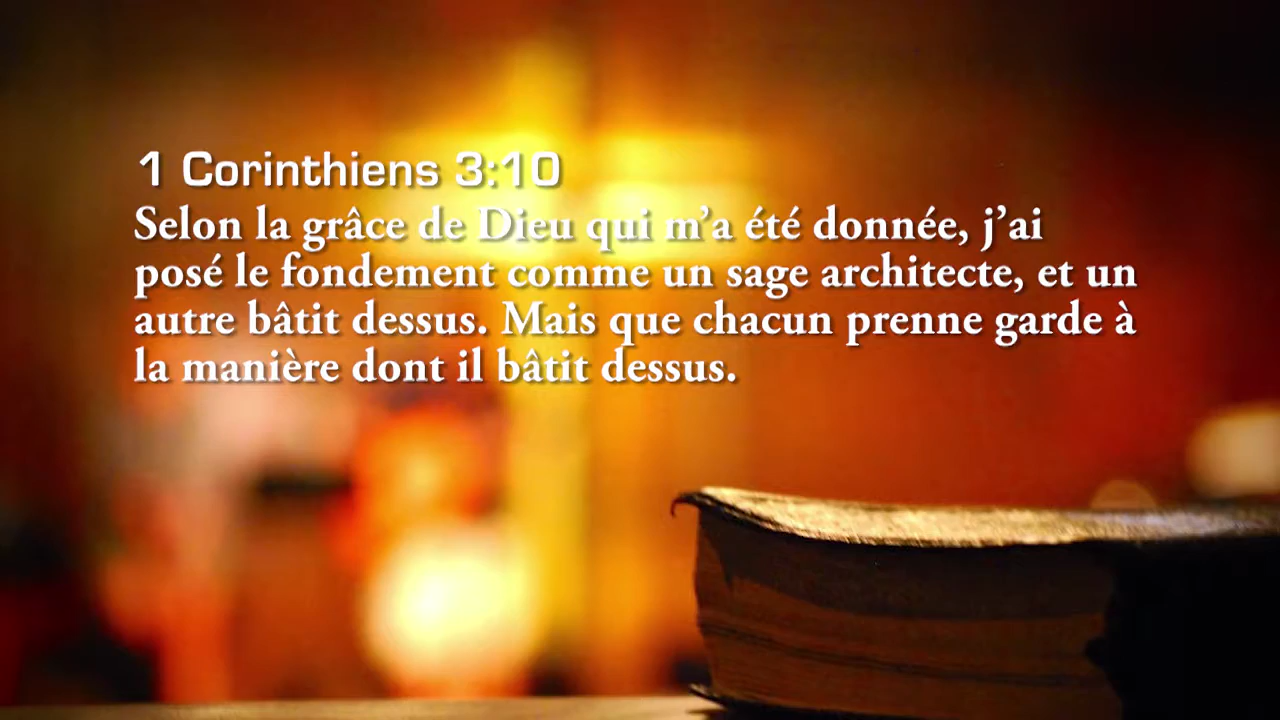 1 Corinthiens 3:10
Selon la grâce de Dieu qui m’a été donnée, j’ai
posé le fondement comme un sage architecte, et un
autre bâtit dessus. Mais que chacun prenne garde à
la manière dont il bâtit dessus.